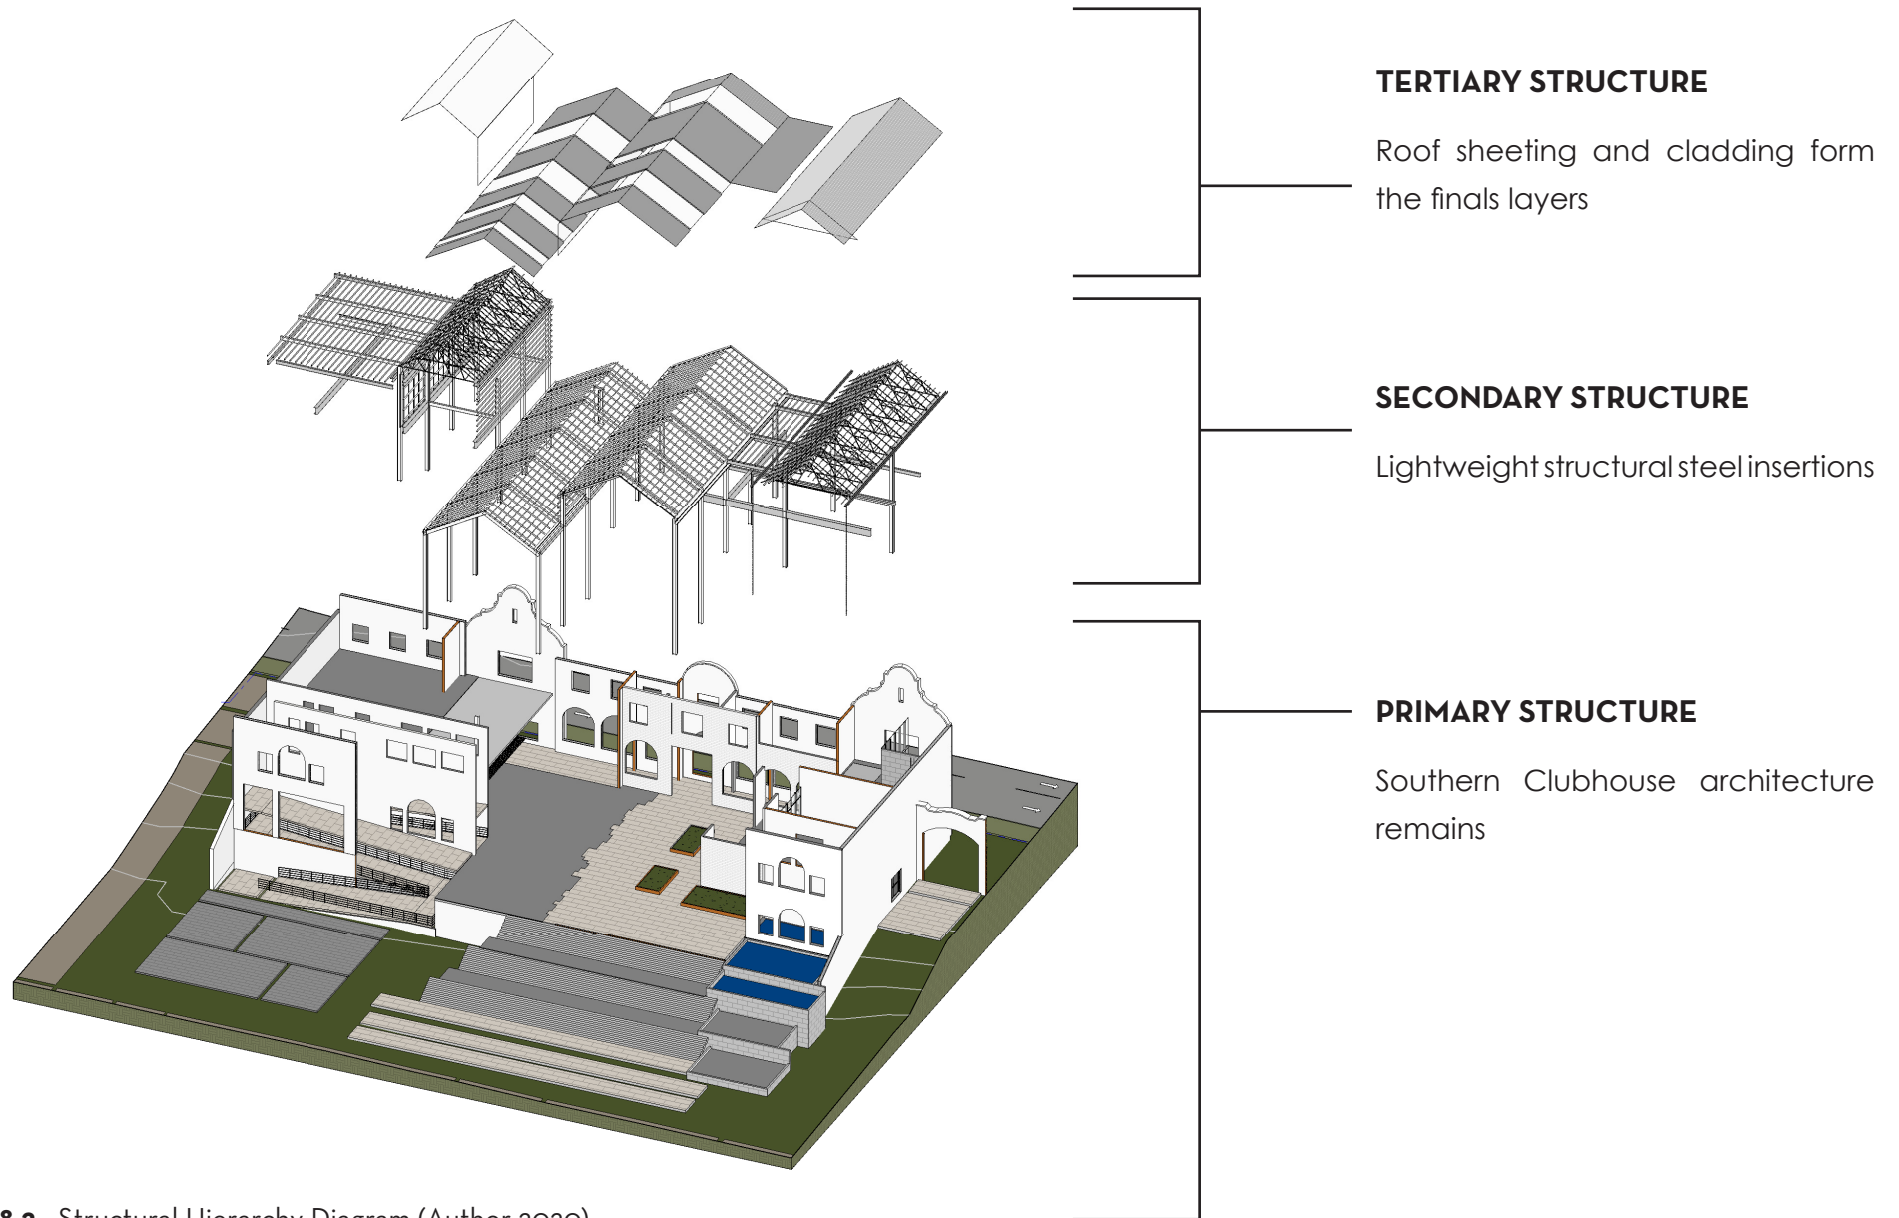 TERTIARY STRUCTURE
Roof sheeting and cladding form
the finals layers
SECONDARY STRUCTURE
Lightweight structural steel insertions
PRIMARY STRUCTURE
Southern Clubhouse architecture
remains
Structural Hierarchy Diagram (Author 2020)